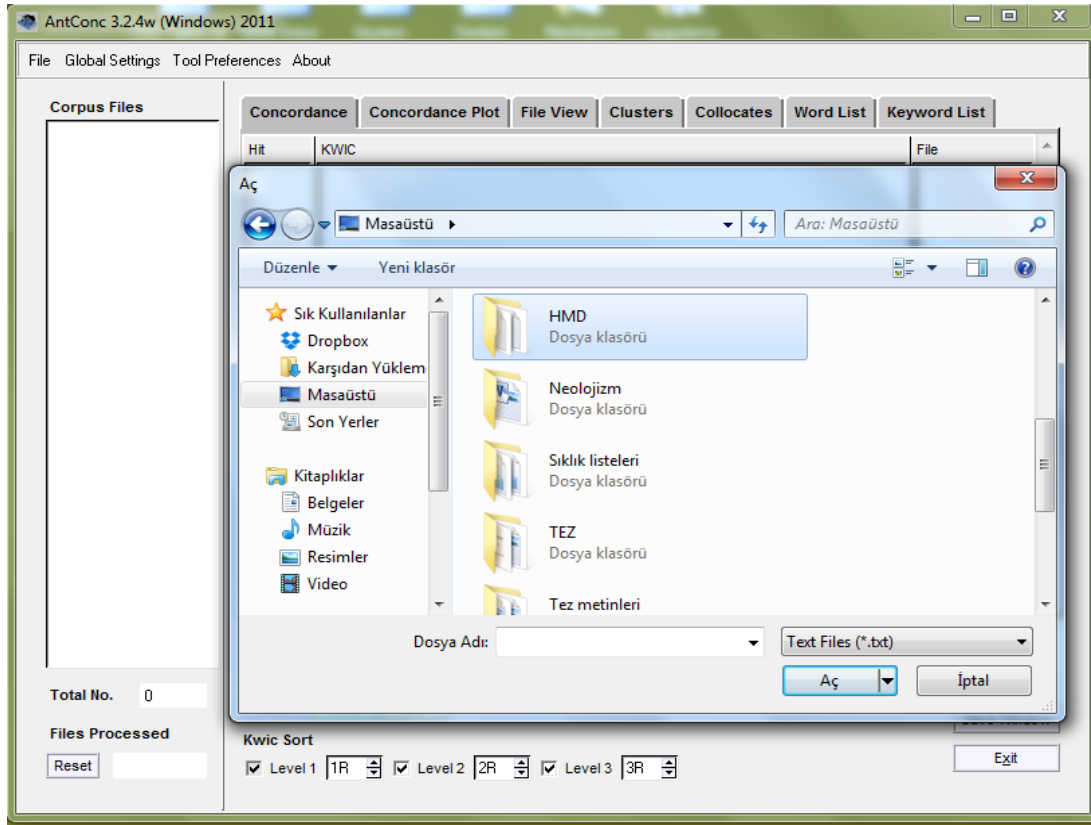 AntConc 3.2.4w (Windows) 2011
File Global Settings Tool Preferences About
Corpus Files
Concordance Concordance Plot File View Clusters Collocates Word List Keyword List
Hit KWIC File
Aç
Masaüstü
Ara: Masaüstü
Düzenle Yeni klasör
Sık Kullanılanlar
Dropbox
Karşıdan Yüklem
Masaüstü
Son Yerler
Kitaplıklar
Belgeler
Müzik
Resimler
Video
HMD
Dosya klasörü
Neolojizm
Dosya klasörü
Sıklık listeleri
Dosya klasörü
TEZ
Dosya klasörü
Tez metinleri
Dosya Adı: Text Files (*.txt)
Aç İptal
Total No. 0
Files Processed
Reset
Kwic Sort
Level 1 1R Level 2 2R Level 3 3R
Exit